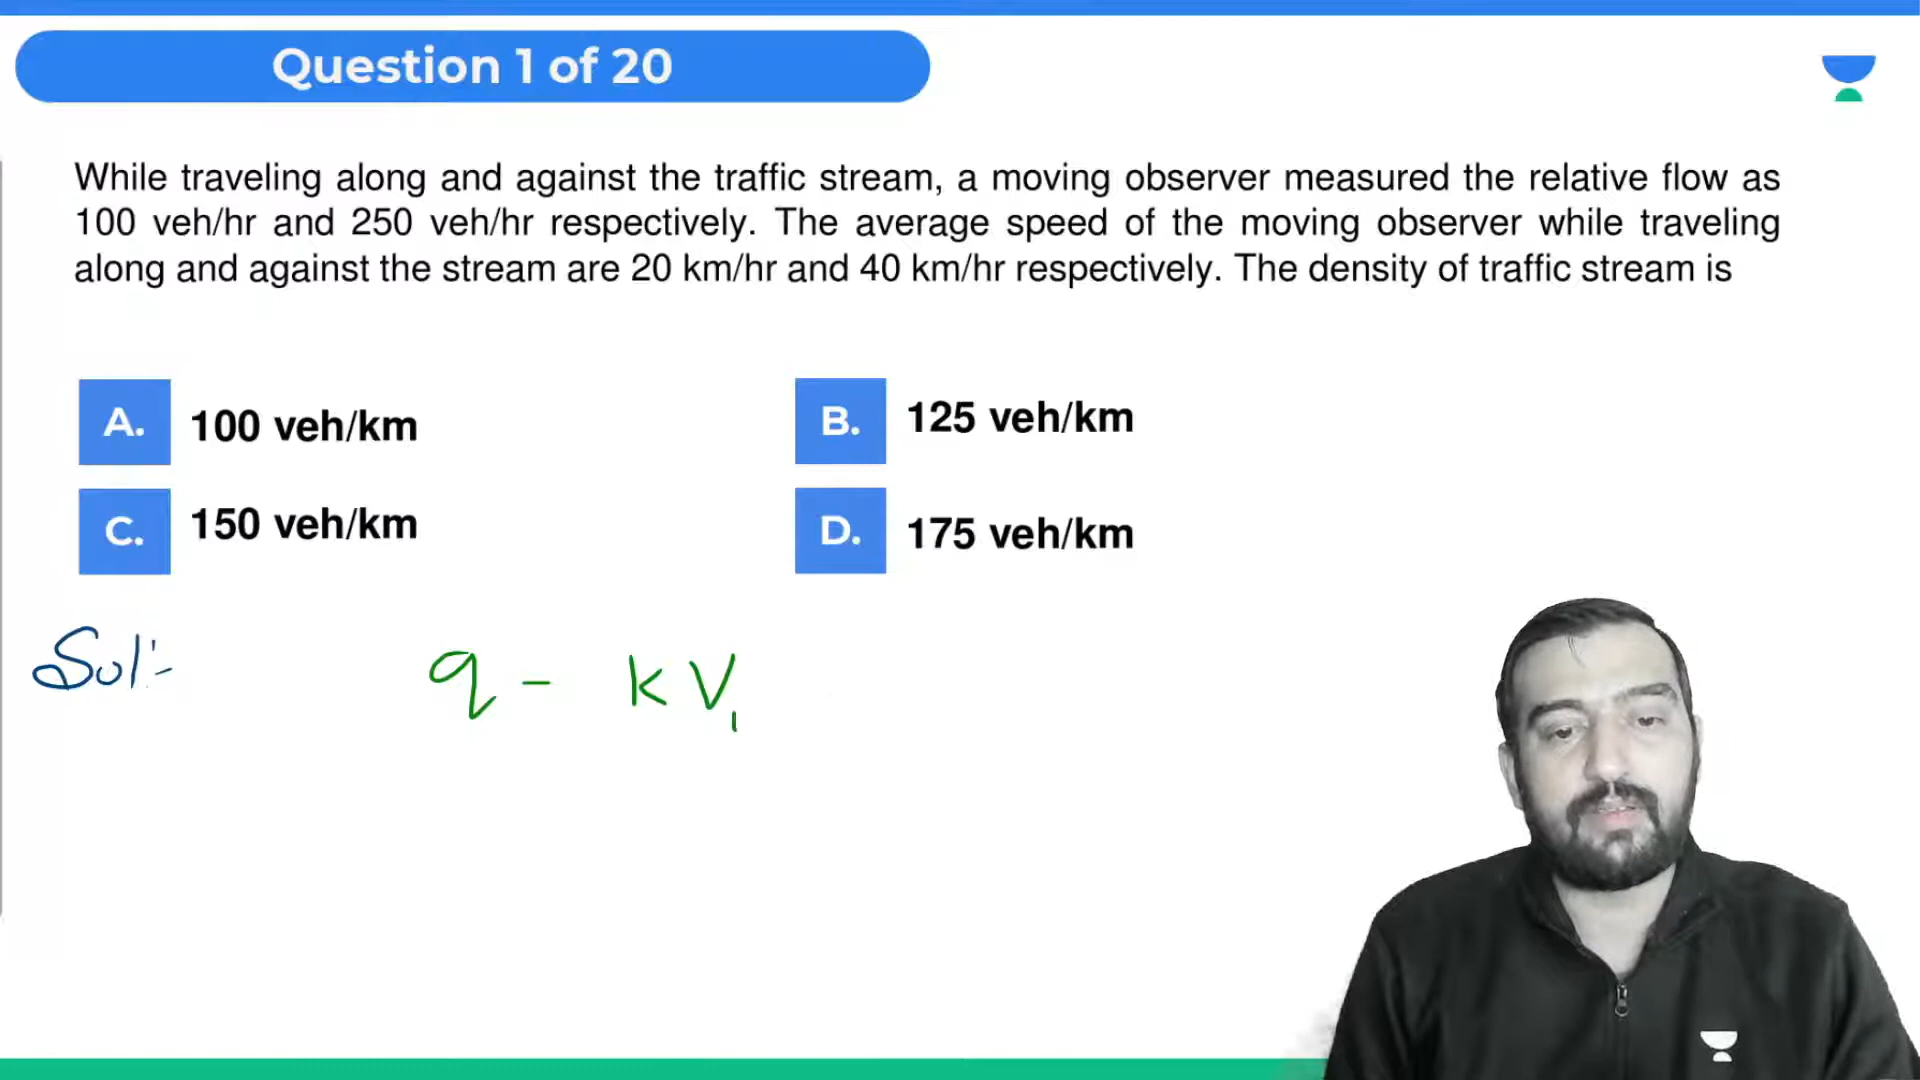 Question 1 of 20
While traveling along and against the traffic stream, a moving observer measured the relative flow as
100 veh/hr and 250 veh/hr respectively. The average speed of the moving observer while traveling
along and against the stream are 20 km/hr and 40 km/hr respectively. The density of traffic stream is
A. 100 veh/km
B. 125 veh/km
C. 150 veh/km
D. 175 veh/km
Sol:-
q - k V₁